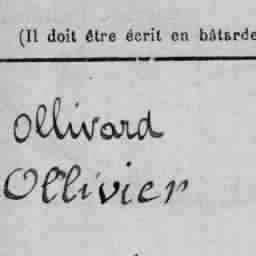 (Il doit être écrit en bâtarde
Ollivard
Ollivier